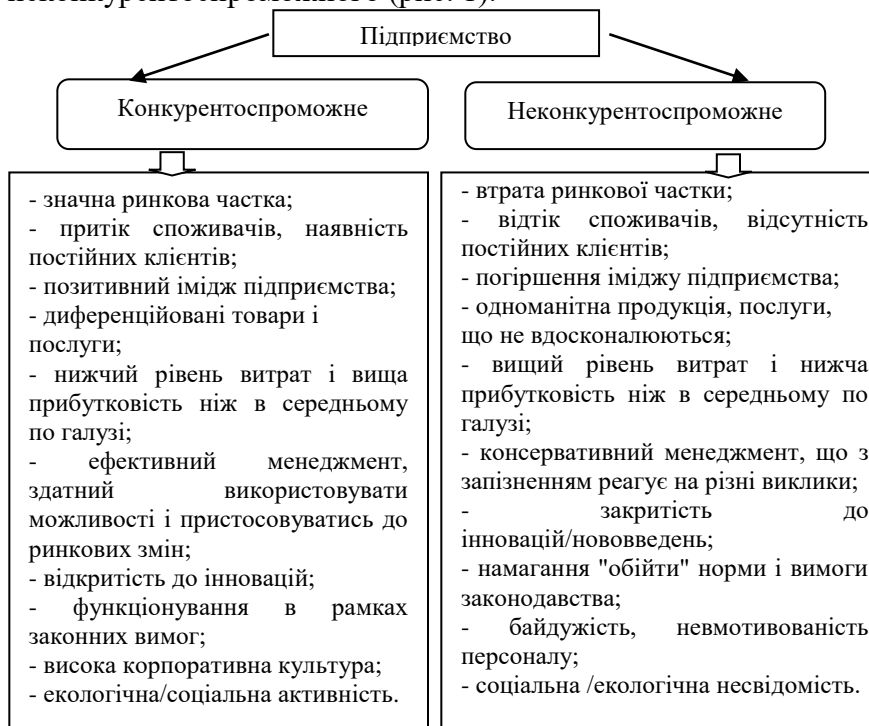 неконкурентоспроможного (рис. 1).
Підприємство
Конкурентоспроможне
Неконкурентоспроможне
- значна ринкова частка;
- притік споживачів, наявність
постійних клієнтів;
- позитивний імідж підприємства;
- диференційовані товари і
послуги;
- нижчий рівень витрат і вища
прибутковість ніж в середньому
по галузі;
- ефективний менеджмент,
здатний використовувати
можливості і пристосовуватись до
ринкових змін;
- відкритість до інновацій;
- функціонування в рамках
законних вимог;
- висока корпоративна культура;
- екологічна/соціальна активність.
- втрата ринкової частки;
- відтік споживачів, відсутність
постійних клієнтів;
- погіршення іміджу підприємства;
- одноманітна продукція, послуги,
що не вдосконалюються;
- вищий рівень витрат і нижча
прибутковість ніж в середньому по
галузі;
- консервативний менеджмент, що з
запізненням реагує на різні виклики;
- закритість до
інновацій/нововведень;
- намагання "обійти" норми і вимоги
законодавства;
- байдужість, невмотивованість
персоналу;
- соціальна /екологічна несвідомість.